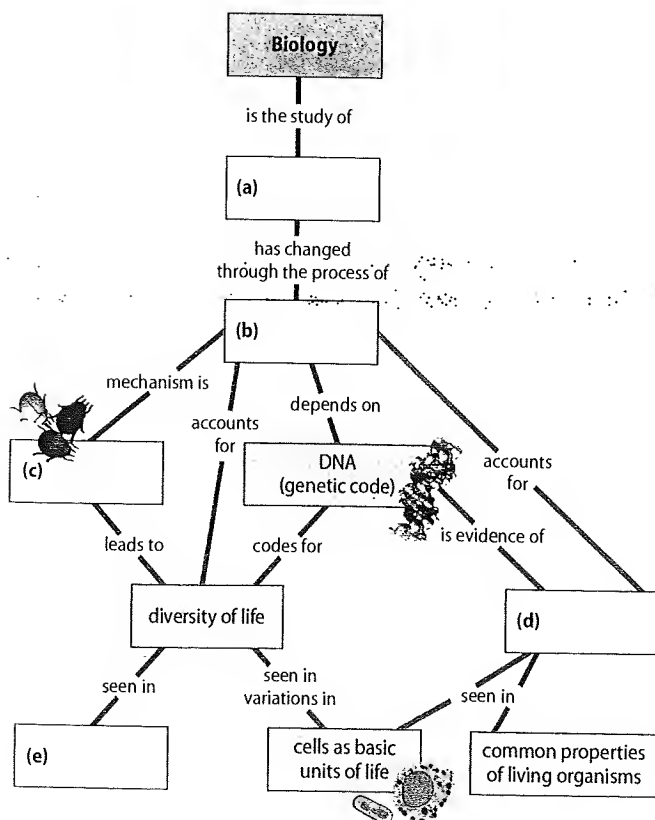 Biology
is the study of
(a)
has changed
through the process of
(b)
mechanism is
accounts
for
depends on
accounts
for
(c)
DNA
(genetic code)
leads to
codes for
is evidence of
diversity of life
(d)
seen in
seen in
variations in
seen in
(e)
cells as basic
units of life
common properties
of living organisms